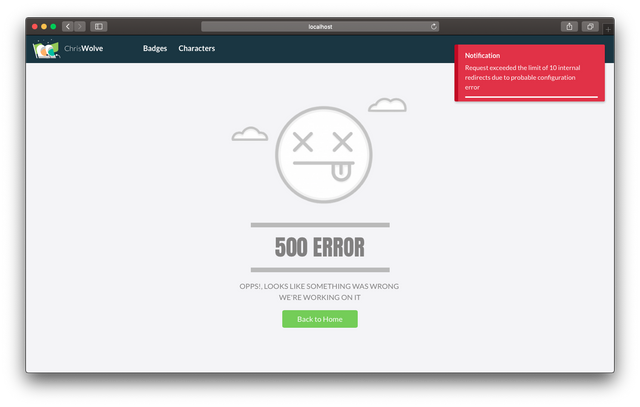 localhost
ChrisWolve
Badges
Characters
Notification
Request exceeded the limit of 10 internal
redirects due to probable configuration
error
500 ERROR
OPPS!, LOOKS LIKE SOMETHING WAS WRONG
WE'RE WORKING ON IT
Back to Home